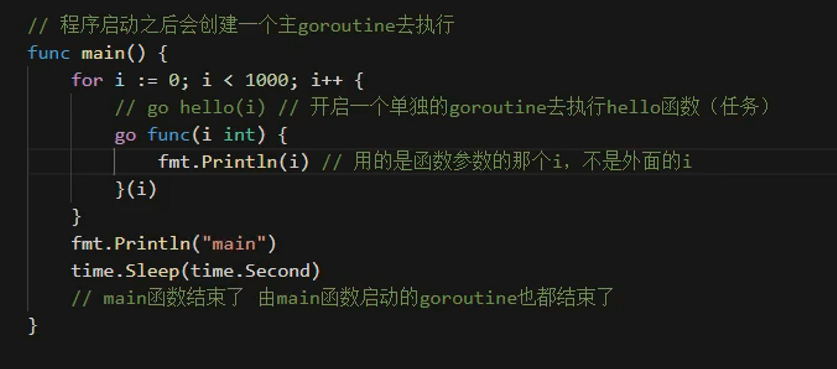 // 程序启动之后会创建一个主goroutine去执行
func main() {
    for i := 0; i < 1000; i++ {
        // go hello(i) // 开启一个单独的goroutine去执行hello函数（任务）
        go func(i int) {
            fmt.Println(i) // 用的是函数参数的那个i，不是外面的i
        }(i)
    }
    fmt.Println("main")
    time.Sleep(time.Second)
    // main函数结束了 由main函数启动的goroutine也都结束了
}